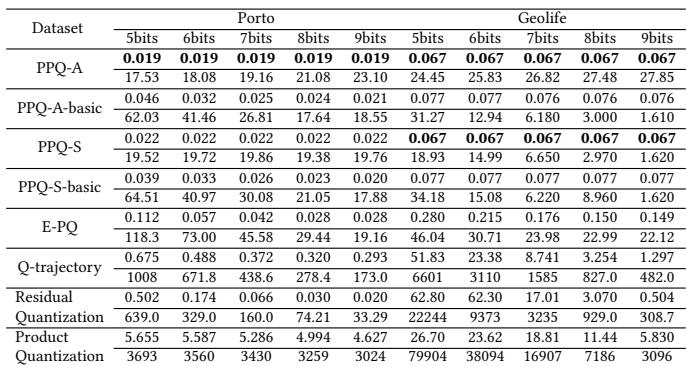 Dataset Porto Geolife
5bits 6bits 7bits 8bits 9bits 5bits 6bits 7bits 8bits 9bits
PPQ-A 0.019 0.019 0.019 0.019 0.019 0.067 0.067 0.067 0.067 0.067
17.53 18.08 19.16 21.08 23.10 24.45 25.83 26.82 27.48 27.85
PPQ-A-basic 0.046 0.032 0.025 0.024 0.021 0.077 0.077 0.076 0.076 0.076
62.03 41.46 26.81 17.64 18.55 31.27 12.94 6.180 3.000 1.610
PPQ-S 0.022 0.022 0.022 0.022 0.022 0.067 0.067 0.067 0.067 0.067
19.52 19.72 19.86 19.38 19.76 18.93 14.99 6.650 2.970 1.620
PPQ-S-basic 0.039 0.033 0.026 0.023 0.020 0.077 0.077 0.077 0.077 0.077
64.51 40.97 30.08 21.05 17.88 34.18 15.08 6.220 8.960 1.620
E-PQ 0.112 0.057 0.042 0.028 0.028 0.280 0.215 0.176 0.150 0.149
118.3 73.00 45.58 29.44 19.16 46.04 30.71 23.98 22.99 22.12
Q-trajectory 0.675 0.488 0.372 0.320 0.293 51.83 23.38 8.741 3.254 1.297
1008 671.8 438.6 278.4 173.0 6601 3110 1585 827.0 482.0
Residual 0.502 0.174 0.066 0.030 0.020 62.80 62.30 17.01 3.070 0.504
Quantization 639.0 329.0 160.0 74.21 33.29 22244 9373 3235 929.0 308.7
Product 5.655 5.587 5.286 4.994 4.627 26.70 23.62 18.81 11.44 5.830
Quantization 3693 3560 3430 3259 3024 79904 38094 16907 7186 3096